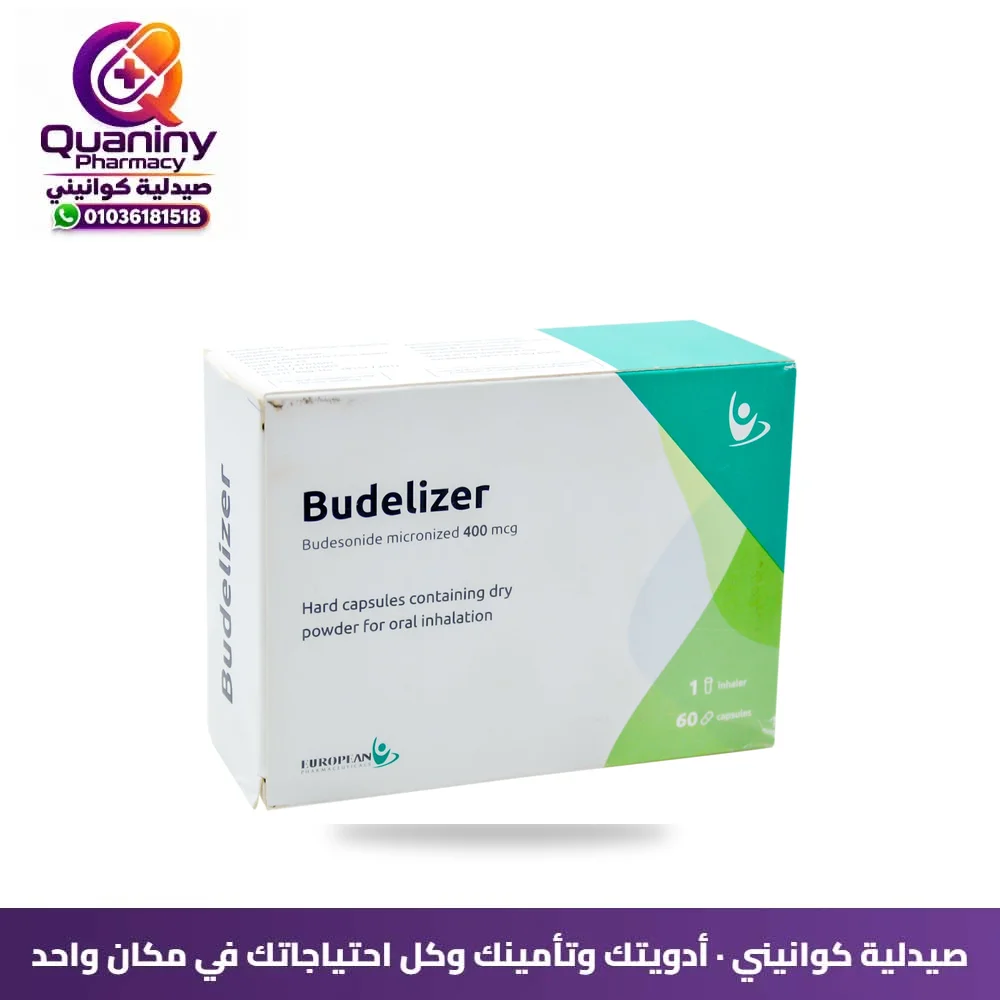 Quaniny
Pharmacy
صيدلية كوانيني
01036181518
Budelizer
Budelizer
Budesonide micronized 400 mcg
Hard capsules containing dry
powder for oral inhalation
1 inhaler
60 capsules
EUROPEAN
PHARMACEUTICALS
صيدلية كوانيني · أدويتك وتأمينك وكل احتياجاتك في مكان واحد